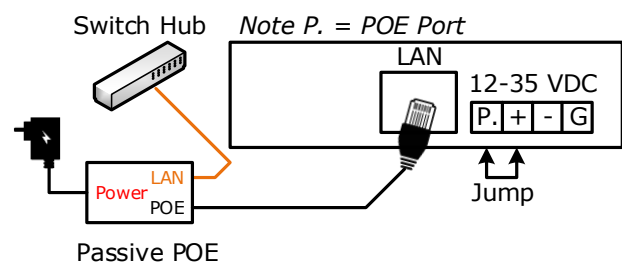 Switch Hub
Note P. = POE Port
LAN
12-35 VDC
P. + - G
Jump
LAN
Power
POE
Passive POE